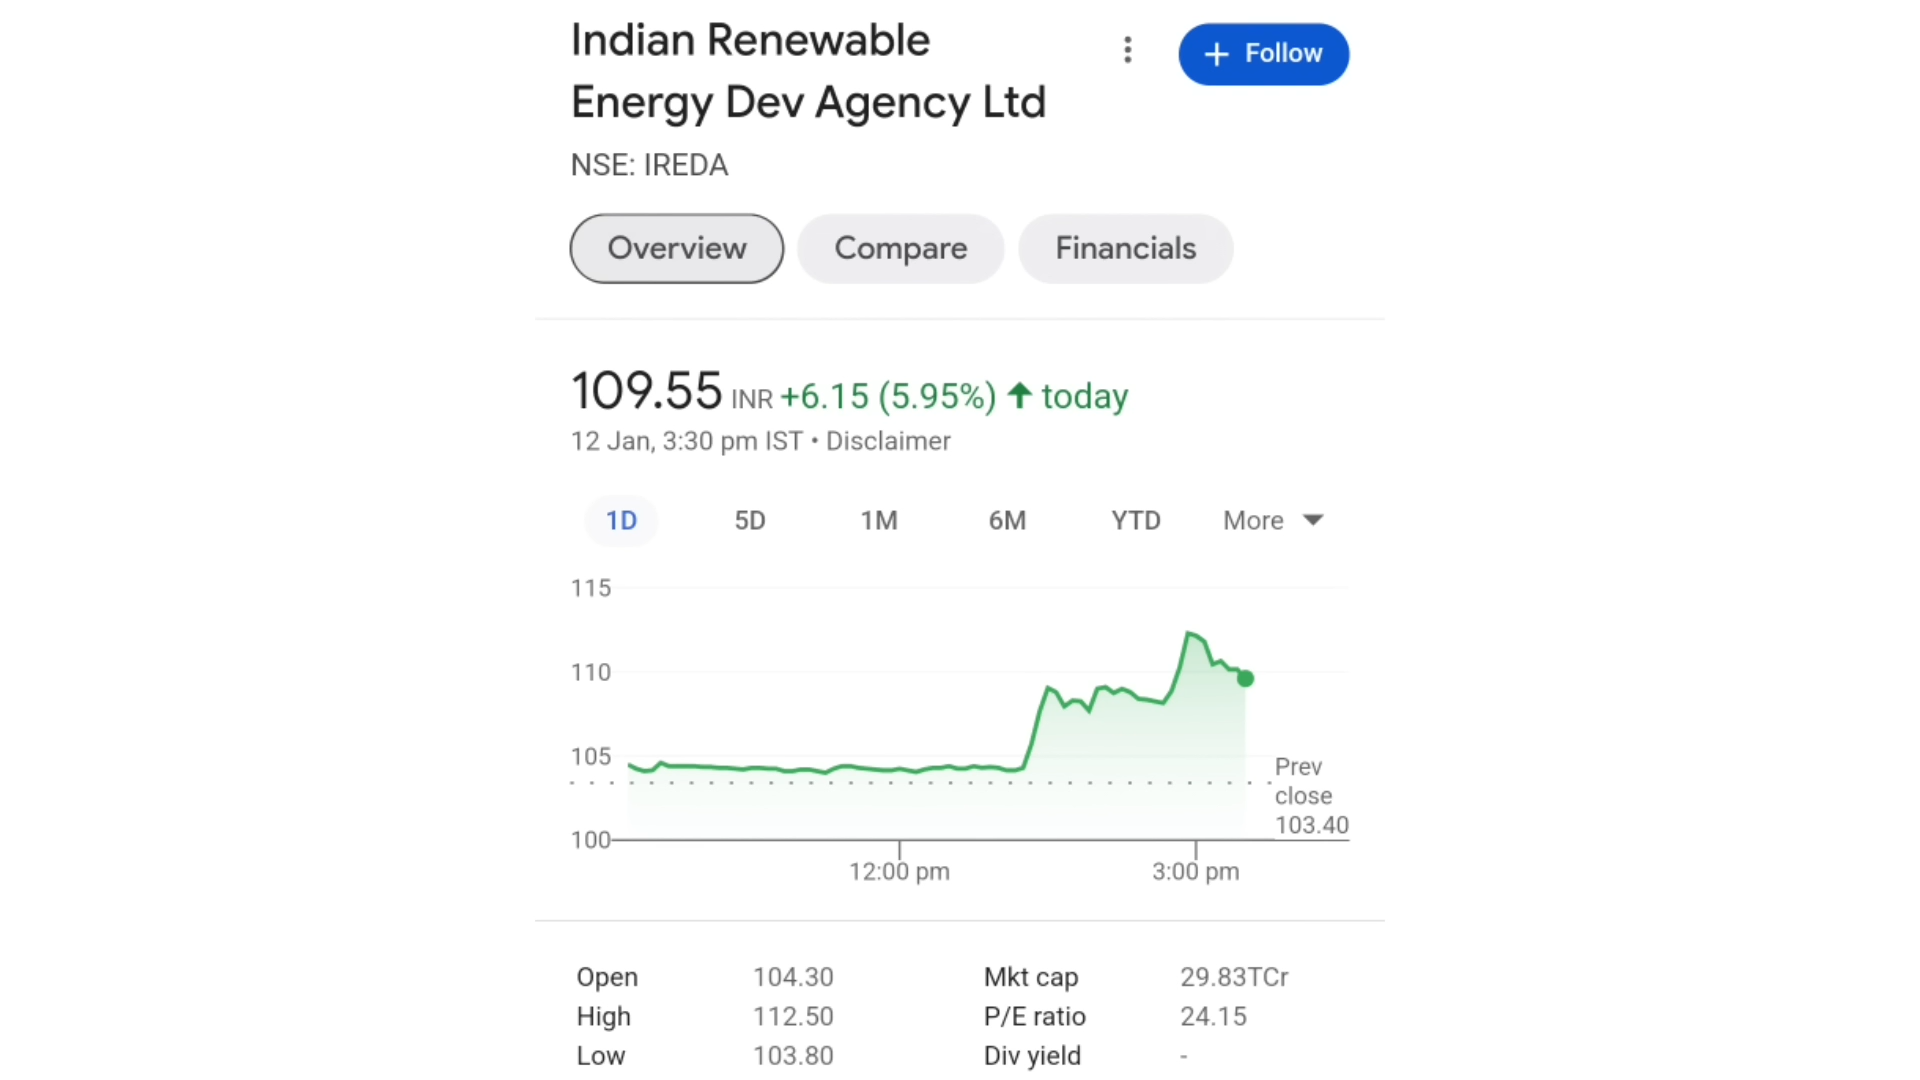 Indian Renewable
Energy Dev Agency Ltd
+ Follow
NSE: IREDA
Overview Compare Financials
109.55 INR +6.15 (5.95%) ↑ today
12 Jan, 3:30 pm IST • Disclaimer
1D 5D 1M 6M YTD More
115
110
105
Prev
close
103.40
100
12:00 pm 3:00 pm
Open 104.30 Mkt cap 29.83TCr
High 112.50 P/E ratio 24.15
Low 103.80 Div yield -